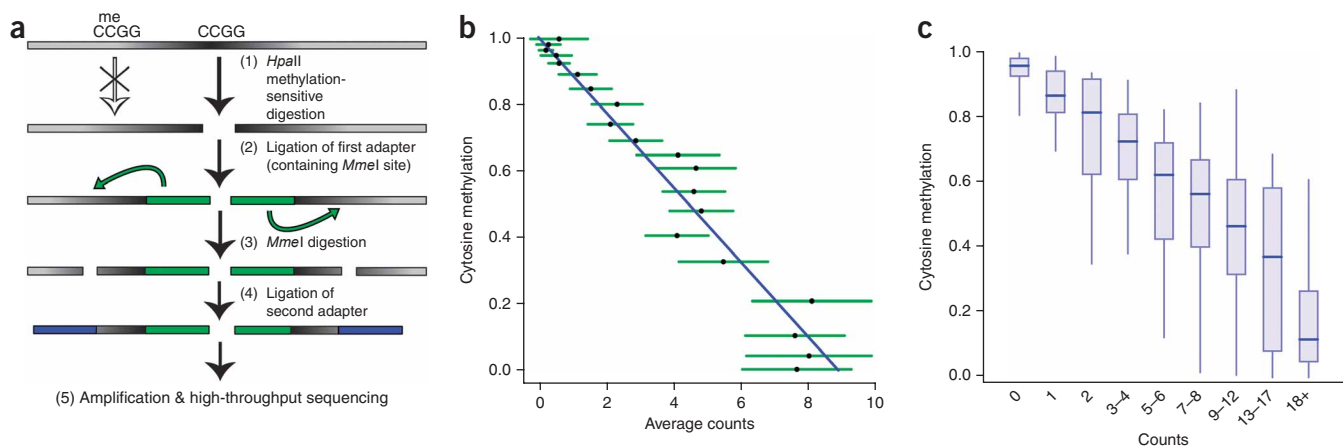 a
me
CCGG
CCGG
(1) HpaII
methylation-
sensitive
digestion
(2) Ligation of first adapter
(containing MmeI site)
(3) MmeI digestion
(4) Ligation of
second adapter
(5) Amplification & high-throughput sequencing
b
Cytosine methylation
1.0
0.8
0.6
0.4
0.2
0.0
0 2 4 6 8 10
Average counts
c
Cytosine methylation
1.0
0.8
0.6
0.4
0.2
0.0
0 1 2 3–4 5–6 7–8 9–12 13–17 18+
Counts